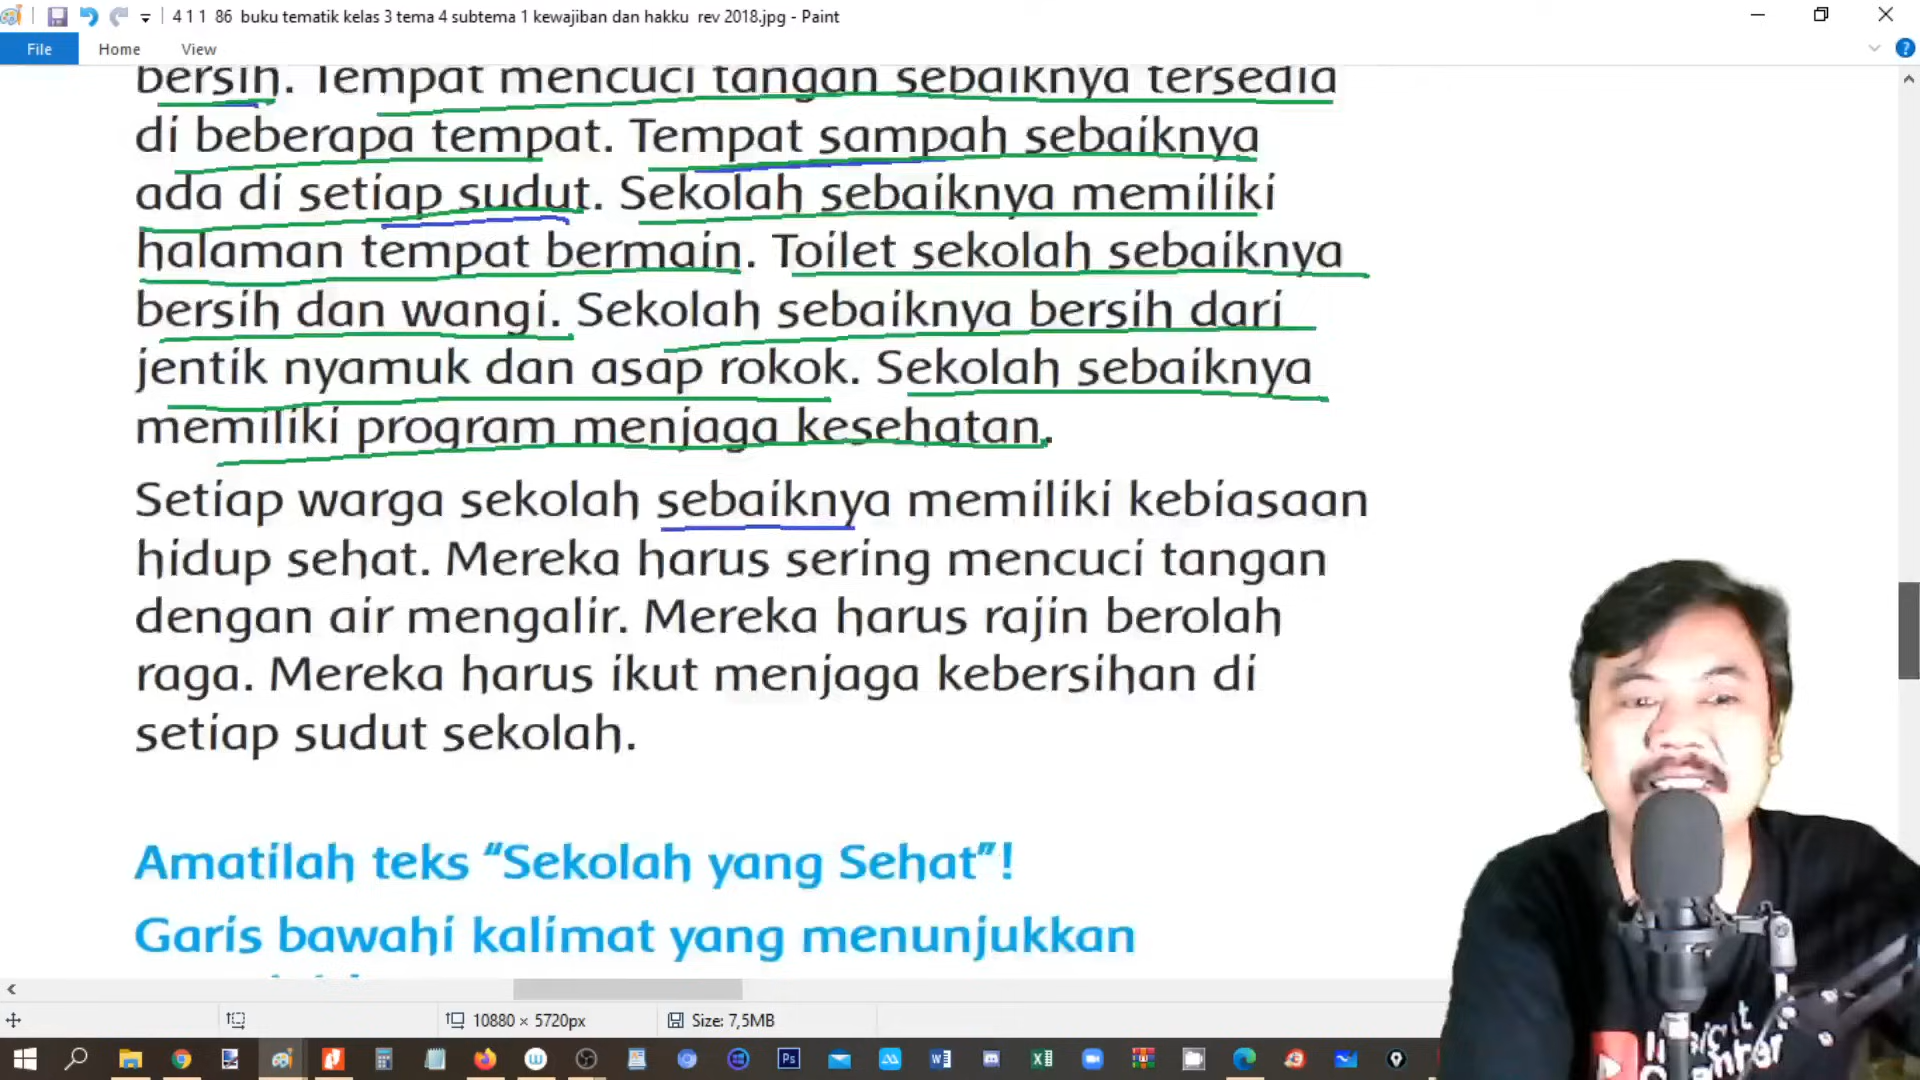 4 1 1 86 buku tematik kelas 3 tema 4 subtema 1 kewajiban dan hakku rev 2018.jpg - Paint
File Home View
bersih. Tempat mencuci tangan sebaiknya tersedia
di beberapa tempat. Tempat sampah sebaiknya
ada di setiap sudut. Sekolah sebaiknya memiliki
halaman tempat bermain. Toilet sekolah sebaiknya
bersih dan wangi. Sekolah sebaiknya bersih dari
jentik nyamuk dan asap rokok. Sekolah sebaiknya
memiliki program menjaga kesehatan.
Setiap warga sekolah sebaiknya memiliki kebiasaan
hidup sehat. Mereka harus sering mencuci tangan
dengan air mengalir. Mereka harus rajin berolah
raga. Mereka harus ikut menjaga kebersihan di
setiap sudut sekolah.
Amatilah teks “Sekolah yang Sehat”!
Garis bawahi kalimat yang menunjukkan
10880 × 5720px Size: 7,5MB